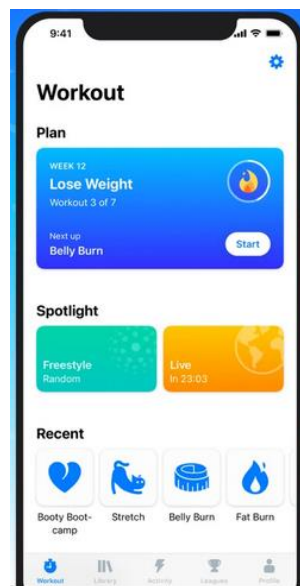 9:41
Workout
Plan
WEEK 12
Lose Weight
Workout 3 of 7
Next up
Belly Burn
Start
Spotlight
Freestyle
Random
Live
In 23:03
Recent
Booty Boot-
camp
Stretch
Belly Burn
Fat Burn
Workout
Library
Activity
Leagues
Profile